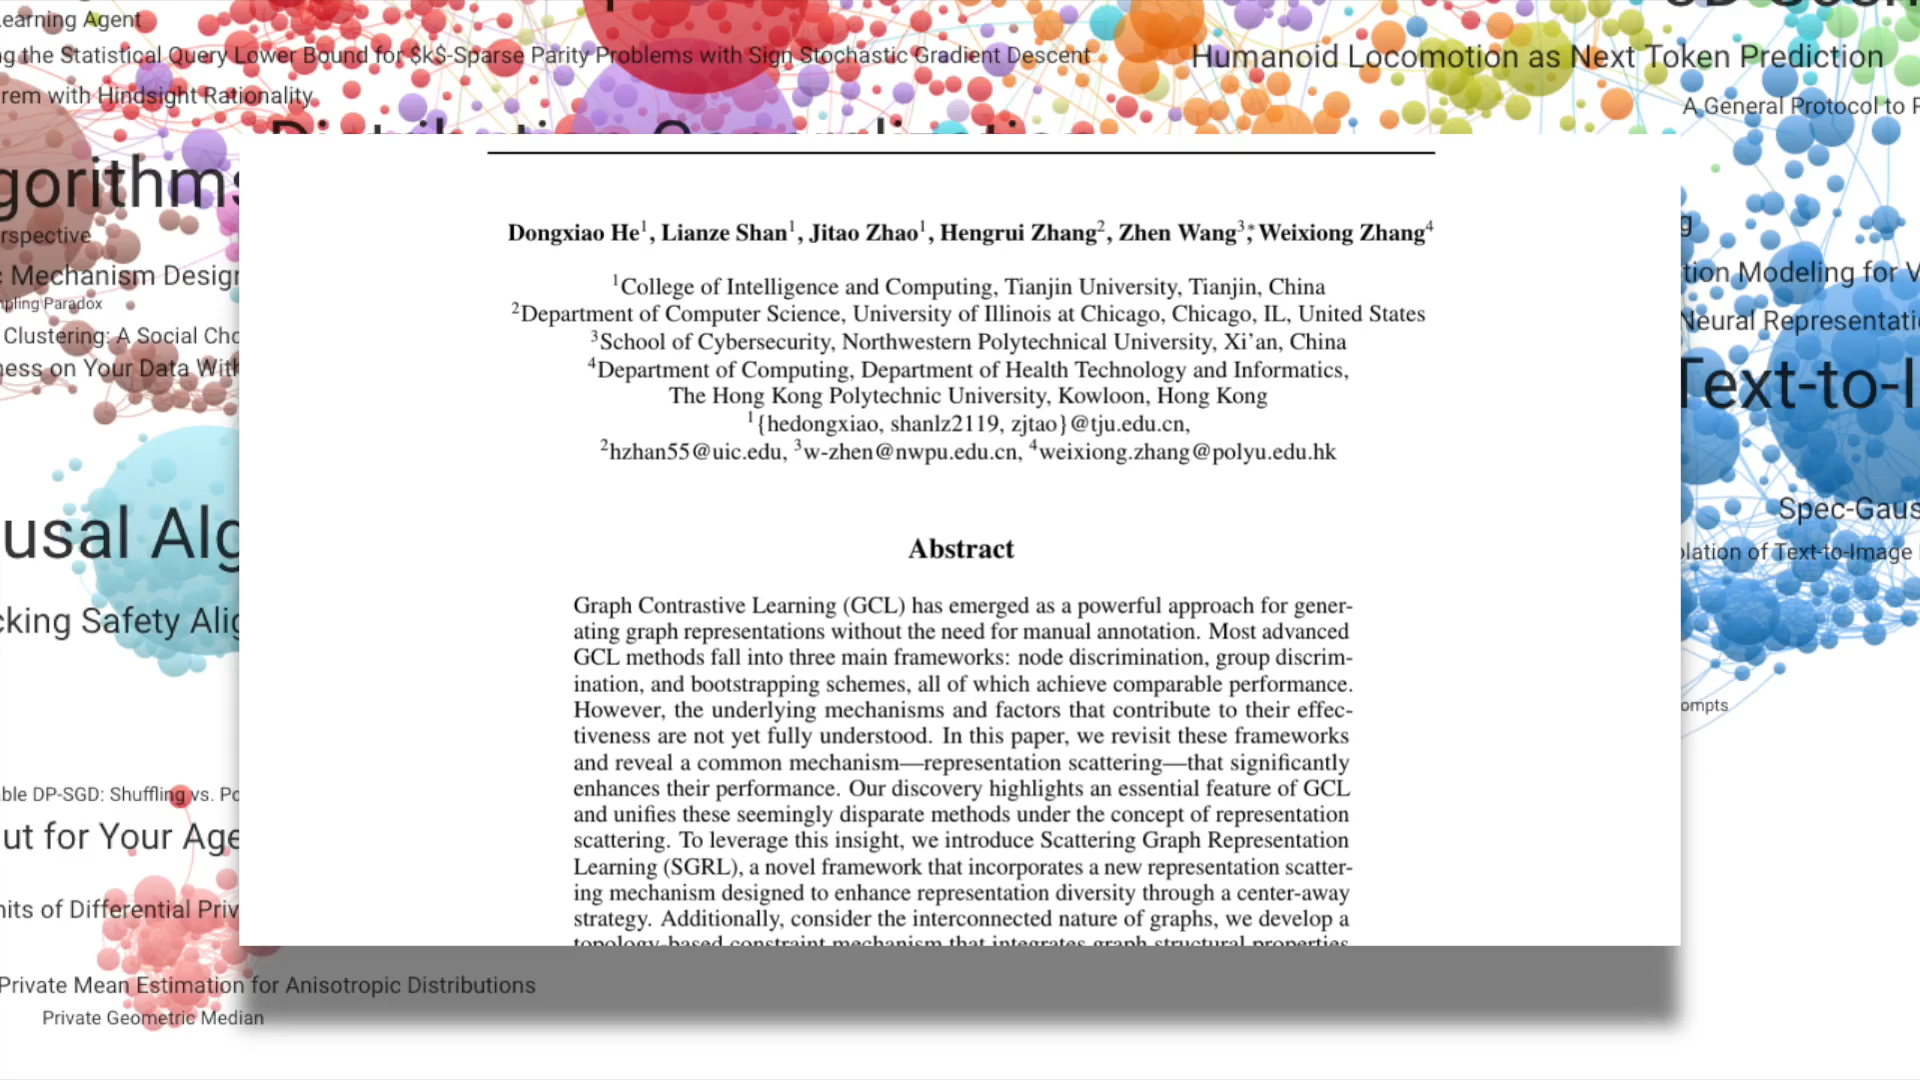 earning Agent
g the Statistical Query Lower Bound for $k$-Sparse Parity Problems with Sign Stochastic Gradient Descent
Humanoid Locomotion as Next Token Prediction
rem with Hindsight Rationality
A General Protocol to
gorithms
rspective
c Mechanism Design
pling Paradox
Clustering: A Social Cho
ness on Your Data With
usal Alg
cking Safety Alig
Dongxiao He1, Lianze Shan1, Jitao Zhao1, Hengrui Zhang2, Zhen Wang3*, Weixiong Zhang4
1College of Intelligence and Computing, Tianjin University, Tianjin, China
2Department of Computer Science, University of Illinois at Chicago, Chicago, IL, United States
3School of Cybersecurity, Northwestern Polytechnical University, Xi'an, China
4Department of Computing, Department of Health Technology and Informatics,
The Hong Kong Polytechnic University, Kowloon, Hong Kong
1{hedongxiao, shanlz2119, zjtao}@tju.edu.cn,
2hzhan55@uic.edu, 3w-zhen@nwpu.edu.cn, 4weixiong.zhang@polyu.edu.hk
Abstract
Graph Contrastive Learning (GCL) has emerged as a powerful approach for gener-
ating graph representations without the need for manual annotation. Most advanced
GCL methods fall into three main frameworks: node discrimination, group discrim-
ination, and bootstrapping schemes, all of which achieve comparable performance.
However, the underlying mechanisms and factors that contribute to their effec-
tiveness are not yet fully understood. In this paper, we revisit these frameworks
and reveal a common mechanism—representation scattering—that significantly
enhances their performance. Our discovery highlights an essential feature of GCL
and unifies these seemingly disparate methods under the concept of representation
scattering. To leverage this insight, we introduce Scattering Graph Representation
Learning (SGRL), a novel framework that incorporates a new representation scatter-
ing mechanism designed to enhance representation diversity through a center-away
strategy. Additionally, consider the interconnected nature of graphs, we develop a
topology-based constraint mechanism that integrates graph structural properties
tion Modeling for V
Neural Representati
Text-to-I
Spec-Gaus
lation of Text-to-Image
ompts
ble DP-SGD: Shuffling vs. Po
ut for Your Age
its of Differential Priv
Private Mean Estimation for Anisotropic Distributions
Private Geometric Median